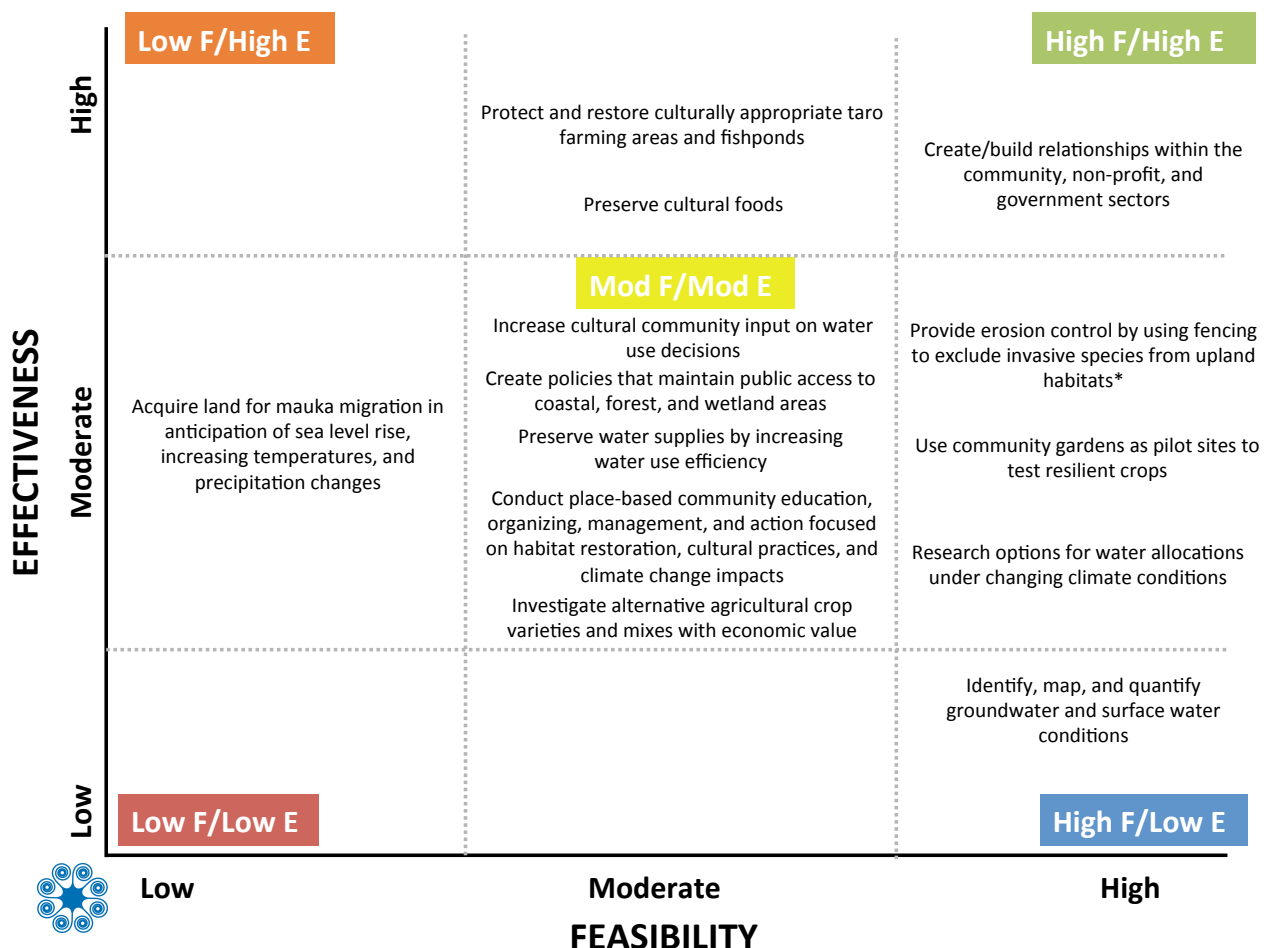 Low F/High E
High F/High E
High
Protect and restore culturally appropriate taro
farming areas and fishponds
Preserve cultural foods
Create/build relationships within the
community, non-profit, and
government sectors
Mod F/Mod E
EFFECTIVENESS
Moderate
Acquire land for mauka migration in
anticipation of sea level rise,
increasing temperatures, and
precipitation changes
Increase cultural community input on water
use decisions
Create policies that maintain public access to
coastal, forest, and wetland areas
Preserve water supplies by increasing
water use efficiency
Conduct place-based community education,
organizing, management, and action focused
on habitat restoration, cultural practices, and
climate change impacts
Investigate alternative agricultural crop
varieties and mixes with economic value
Provide erosion control by using fencing
to exclude invasive species from upland
habitats*
Use community gardens as pilot sites to
test resilient crops
Research options for water allocations
under changing climate conditions
Identify, map, and quantify
groundwater and surface water
conditions
Low
Low F/Low E
High F/Low E
Low
Moderate
High
FEASIBILITY